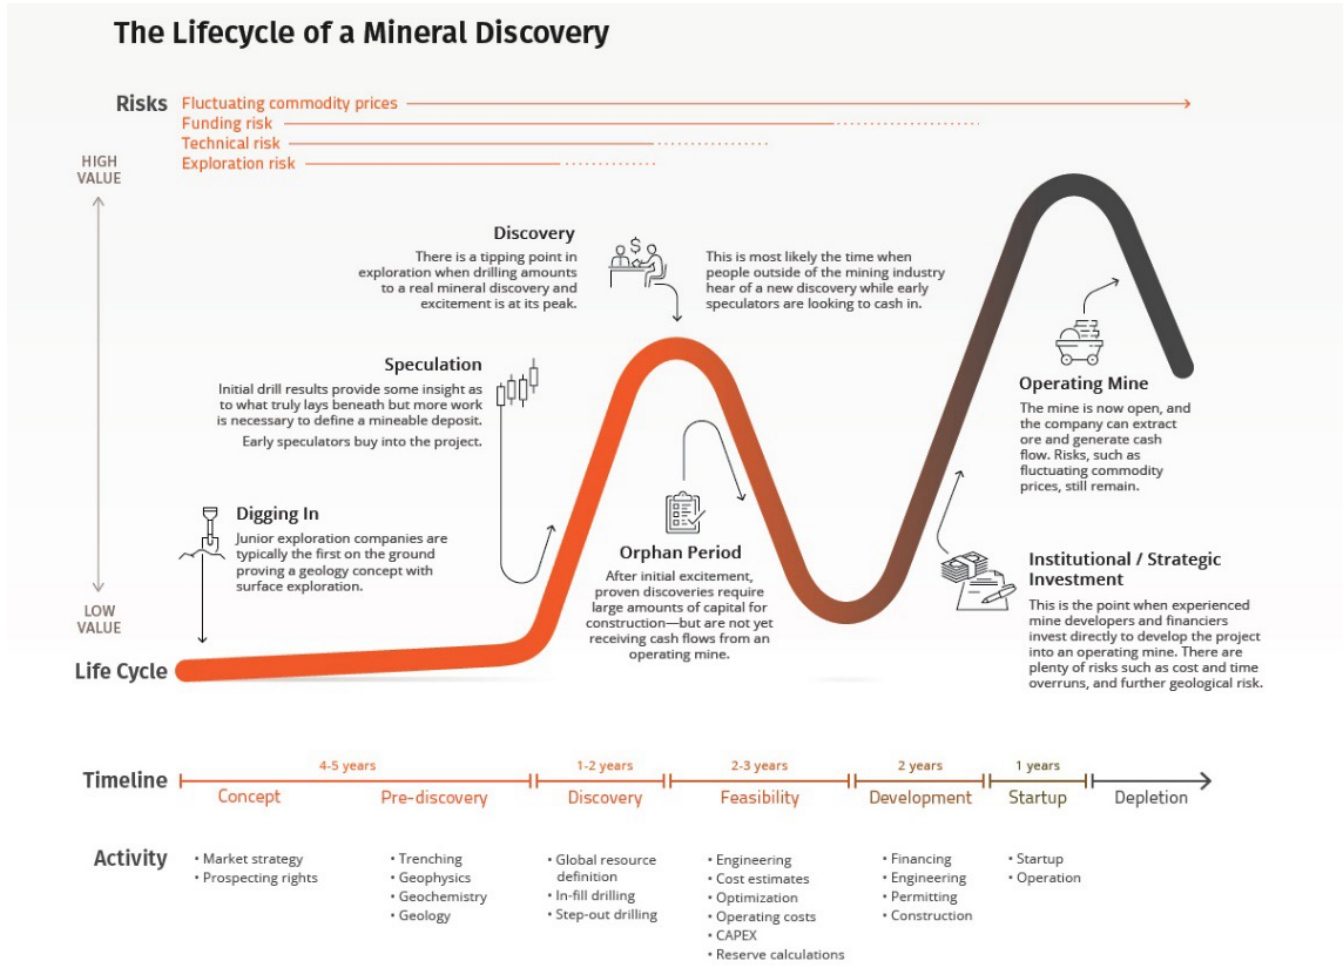 The Lifecycle of a Mineral Discovery
Risks
Fluctuating commodity prices
Funding risk
Technical risk
Exploration risk
HIGH
VALUE
LOW
VALUE
Discovery
There is a tipping point in
exploration when drilling amounts
to a real mineral discovery and
excitement is at its peak.
$
This is most likely the time when
people outside of the mining industry
hear of a new discovery while early
speculators are looking to cash in.
Speculation
Initial drill results provide some insight as
to what truly lays beneath but more work
is necessary to define a mineable deposit.
Early speculators buy into the project.
Digging In
Junior exploration companies are
typically the first on the ground
proving a geology concept with
surface exploration.
Orphan Period
After initial excitement,
proven discoveries require
large amounts of capital for
construction—but are not yet
receiving cash flows from an
operating mine.
Operating Mine
The mine is now open, and
the company can extract
ore and generate cash
flow. Risks, such as
fluctuating commodity
prices, still remain.
Institutional / Strategic
Investment
This is the point when experienced
mine developers and financiers
invest directly to develop the project
into an operating mine. There are
plenty of risks such as cost and time
overruns, and further geological risk.
Life Cycle
Timeline
4-5 years
1-2 years
2-3 years
2 years
1 years
Concept
Pre-discovery
Discovery
Feasibility
Development
Startup
Depletion
Activity
• Market strategy
• Prospecting rights
• Trenching
• Geophysics
• Geochemistry
• Geology
• Global resource
definition
• In-fill drilling
• Step-out drilling
• Engineering
• Cost estimates
• Optimization
• Operating costs
• CAPEX
• Reserve calculations
• Financing
• Engineering
• Permitting
• Construction
• Startup
• Operation